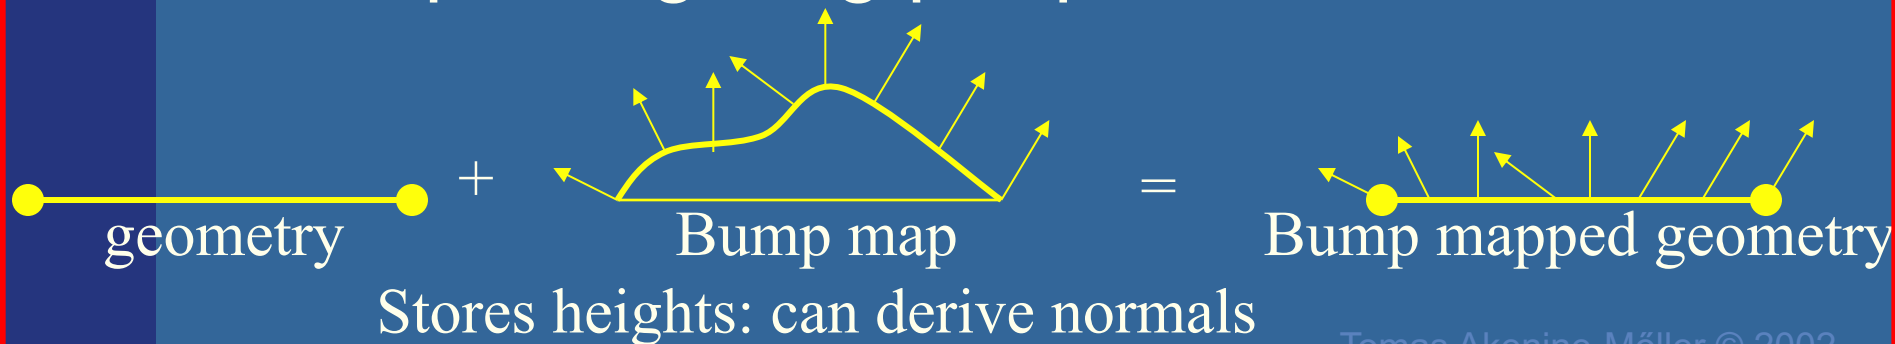 +
=
geometry
Bump map
Bump mapped geometry
Stores heights: can derive normals